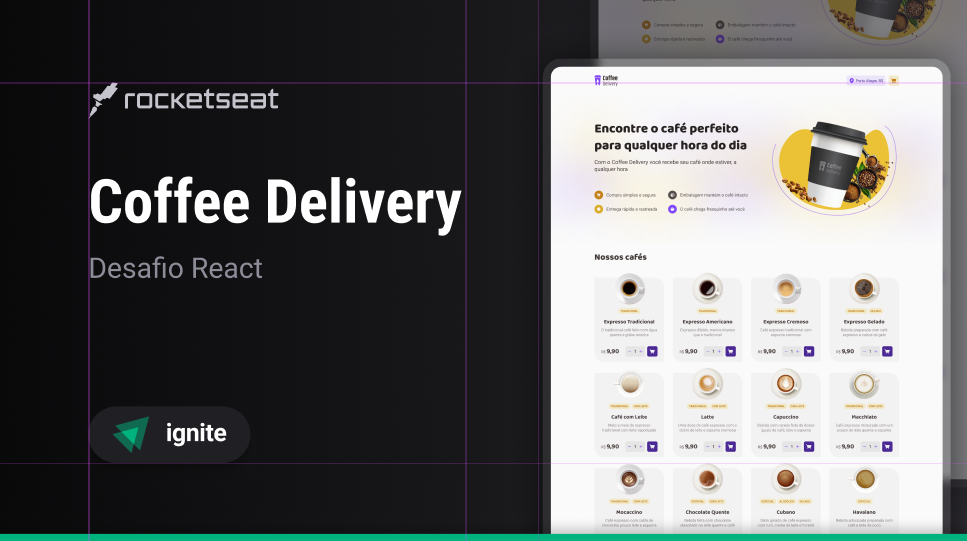 rocketseat
Coffee Delivery
Desafio React
ignite
Compra simples e segura
Embalagem mantém o café intacto
Entrega rápida e rastreada
O café chega fresquinho até você
Coffee
Delivery
Porto Alegre, RS
Encontre o café perfeito
para qualquer hora do dia
Com o Coffee Delivery você recebe seu café onde estiver, a
qualquer hora
Compra simples e segura
Embalagem mantém o café intacto
Entrega rápida e rastreada
O café chega fresquinho até você
Nossos cafés
TRADICIONAL
TRADICIONAL
TRADICIONAL
TRADICIONAL GELADO
Expresso Tradicional
Expresso Americano
Expresso Cremoso
Expresso Gelado
O tradicional café feito com água
quente e grãos moídos
Expresso diluído, menos intenso
que o tradicional
Café expresso tradicional com
espuma cremosa
Bebida preparada com café
expresso e cubos de gelo
R$ 9,90 − 1 +
R$ 9,90 − 1 +
R$ 9,90 − 1 +
R$ 9,90 − 1 +
TRADICIONAL COM LEITE
TRADICIONAL COM LEITE
TRADICIONAL COM LEITE
TRADICIONAL COM LEITE
Café com Leite
Latte
Capuccino
Macchiato
Meio a meio de expresso
tradicional com leite vaporizado
Uma dose de café expresso com o
dobro de leite e espuma cremosa
Bebida com canela feita de doses
iguais de café, leite e espuma
Café expresso misturado com um
pouco de leite quente e espuma
R$ 9,90 − 1 +
R$ 9,90 − 1 +
R$ 9,90 − 1 +
R$ 9,90 − 1 +
TRADICIONAL COM LEITE
ESPECIAL COM LEITE
ESPECIAL ALCOÓLICO GELADO
ESPECIAL
Mocaccino
Chocolate Quente
Cubano
Havaiano
Café expresso com calda de
chocolate, pouco leite e espuma
Bebida feita com chocolate
dissolvido no leite quente e café
Drink gelado de café expresso
com rum, creme de leite e hortelã
Bebida adocicada preparada com
café e leite de coco